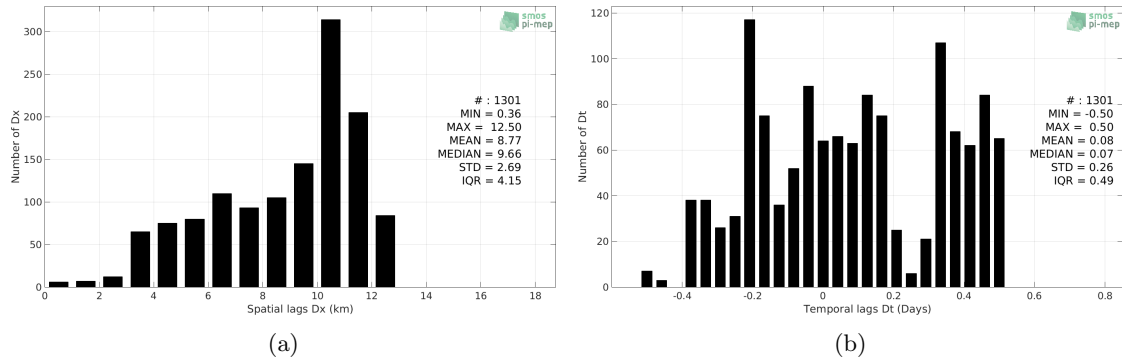 smos
pi-mep
Number of Dx
300
250
200
150
100
50
0
# : 1301
MIN = 0.36
MAX = 12.50
MEAN = 8.77
MEDIAN = 9.66
STD = 2.69
IQR = 4.15
0 2 4 6 8 10 12 14 16 18
Spatial lags Dx (km)
(a)
smos
pi-mep
Number of Dt
120
100
80
60
40
20
0
# : 1301
MIN = -0.50
MAX = 0.50
MEAN = 0.08
MEDIAN = 0.07
STD = 0.26
IQR = 0.49
-0.4 -0.2 0 0.2 0.4 0.6 0.8
Temporal lags Dt (Days)
(b)